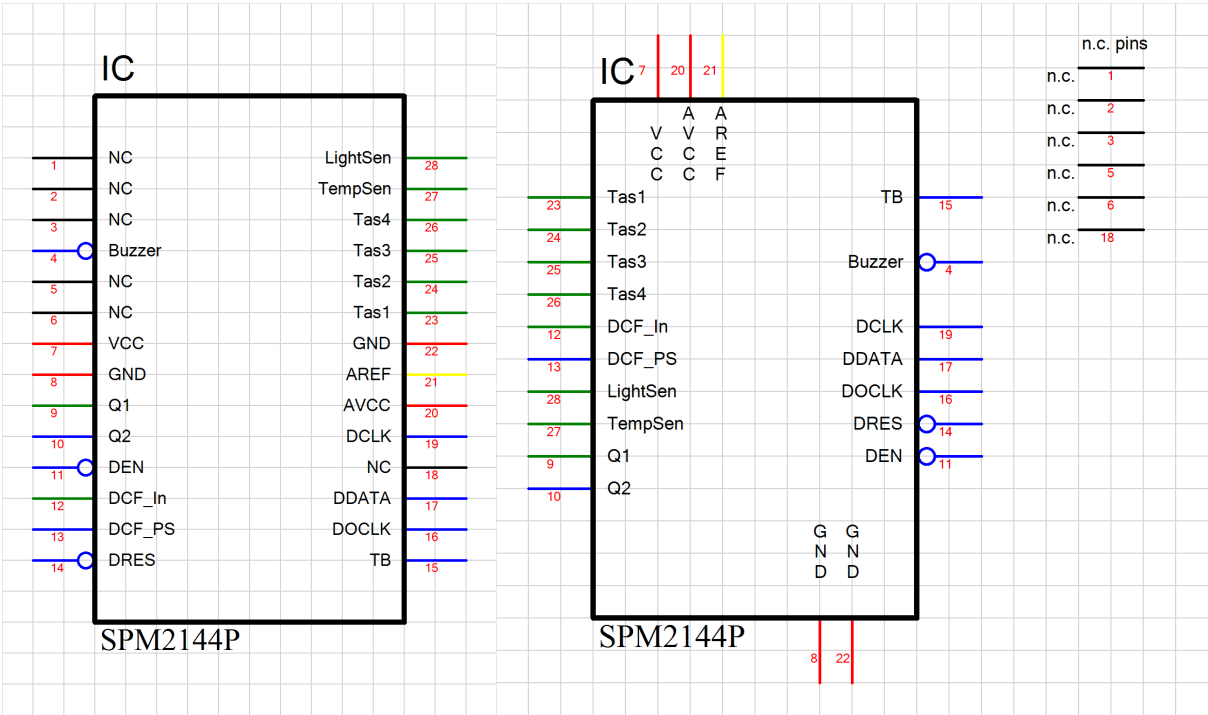 IC
1 NC LightSen 28
2 NC TempSen 27
3 NC Tas4 26
4 Buzzer Tas3 25
5 NC Tas2 24
6 NC Tas1 23
7 VCC GND 22
8 GND AREF 21
9 Q1 AVCC 20
10 Q2 DCLK 19
11 DEN NC 18
12 DCF_In DDATA 17
13 DCF_PS DOCLK 16
14 DRES TB 15
SPM2144P
IC
7 20 21
VCC AVCC AREF
23 Tas1 TB 15
24 Tas2
25 Tas3 Buzzer 4
26 Tas4
12 DCF_In DCLK 19
13 DCF_PS DDATA 17
28 LightSen DOCLK 16
27 TempSen DRES 14
9 Q1 DEN 11
10 Q2
GND GND
SPM2144P
8 22
n.c. pins
n.c. 1
n.c. 2
n.c. 3
n.c. 5
n.c. 6
n.c. 18